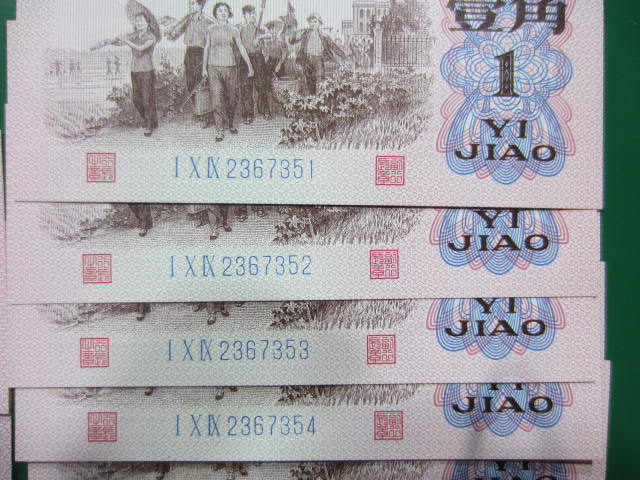 壹角
1
YI
JIAO
I X IX 2367351
YI
JIAO
I X IX 2367352
YI
JIAO
I X IX 2367353
YI
JIAO
I X IX 2367354